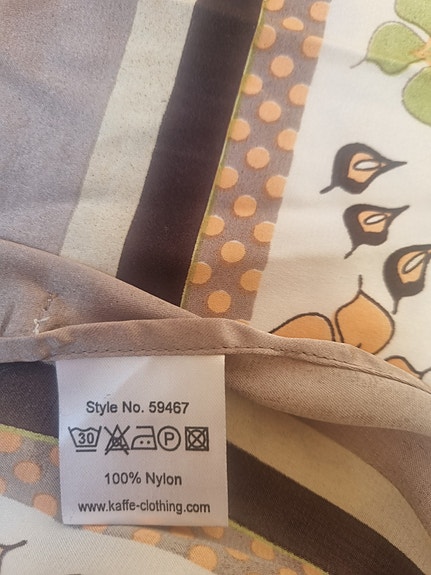 Style No. 59467
30 P
100% Nylon
www.kaffe-clothing.com